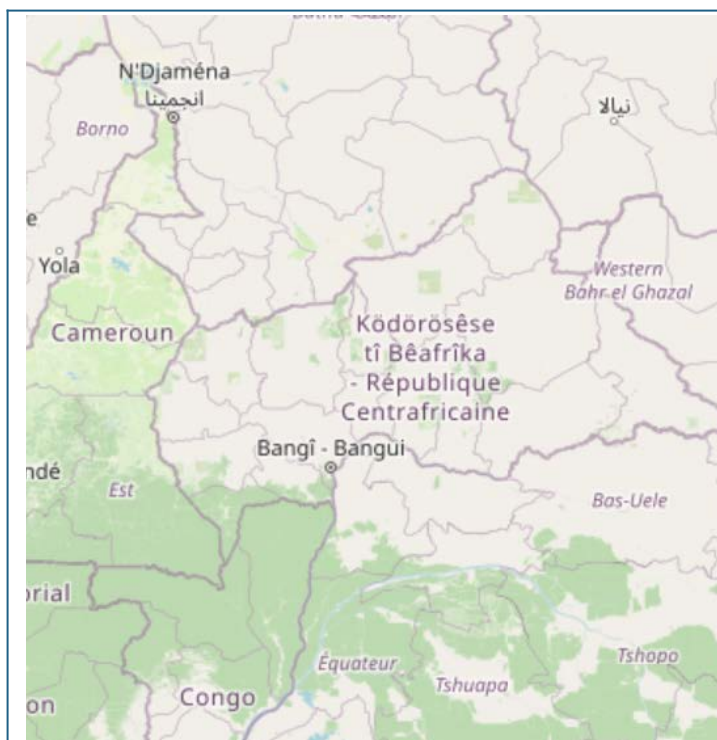 N'Djaména
انجمينا
Borno
نيالا
Yola
Western
Bahr el Ghazal
Cameroun
Ködörösêse
tî Bêafrîka
- République
Centrafricaine
Bangî - Bangui
ndé
Est
Bas-Uele
orial
Équateur
Tshopo
Tshuapa
Congo
on